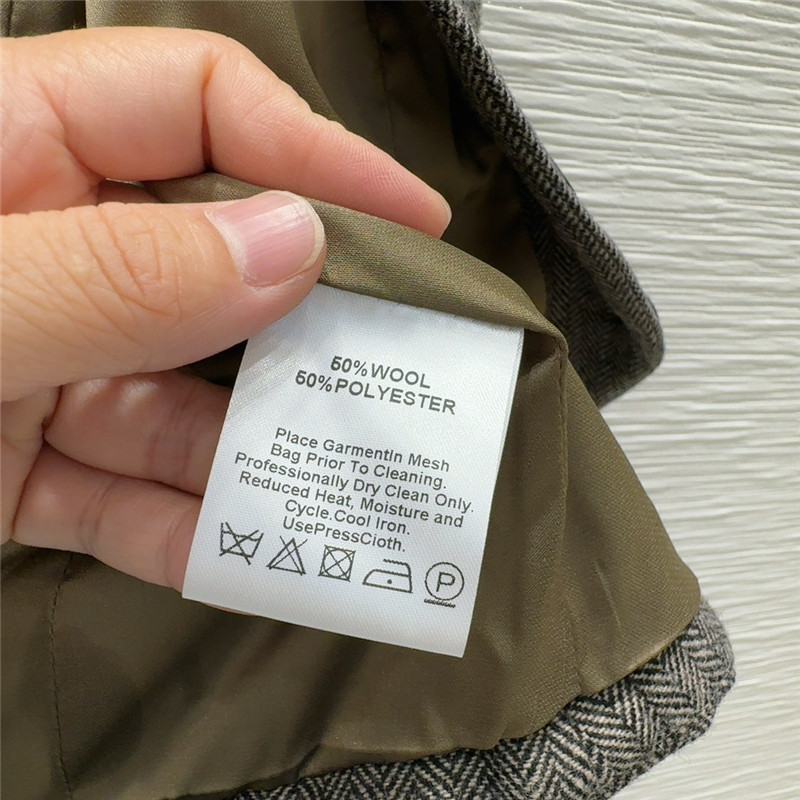 50%WOOL
50%POLYESTER
Place GarmentIn Mesh
Bag Prior To Cleaning.
Professionally Dry Clean Only.
Reduced Heat, Moisture and
Cycle.Cool Iron.
UsePressCloth.
P